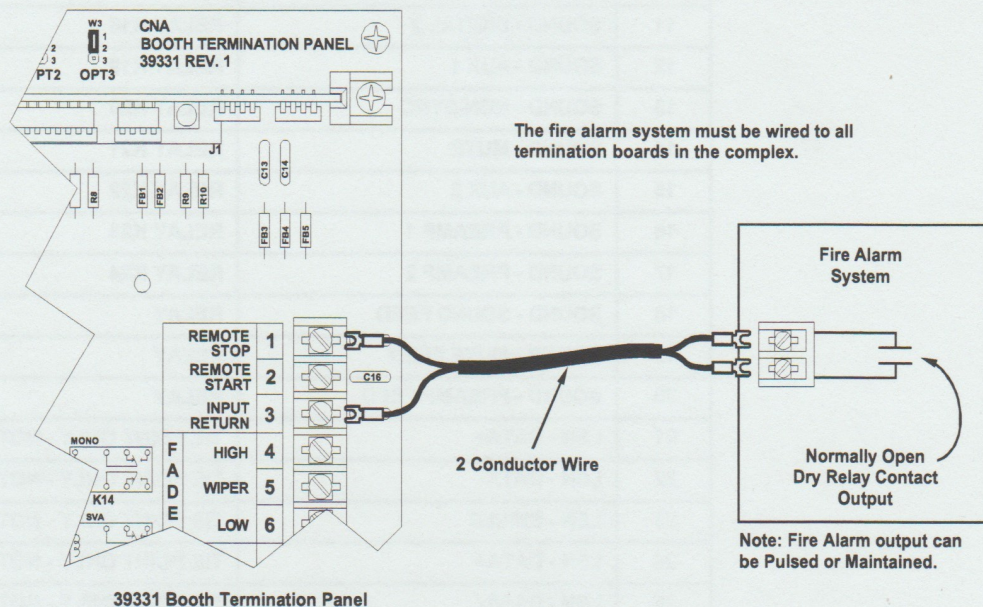 W3
CNA
BOOTH TERMINATION PANEL
39331 REV. 1
1
2
3
2
3
PT2
OPT3
J1
The fire alarm system must be wired to all
termination boards in the complex.
R8
FB1
FB2
R9
R10
C13
C14
FB3
FB4
FB5
Fire Alarm
System
REMOTE
STOP
1
REMOTE
START
2
C16
INPUT
RETURN
3
HIGH
4
WIPER
5
LOW
6
FADE
MONO
K14
SVA
2 Conductor Wire
Normally Open
Dry Relay Contact
Output
Note: Fire Alarm output can
be Pulsed or Maintained.
39331 Booth Termination Panel